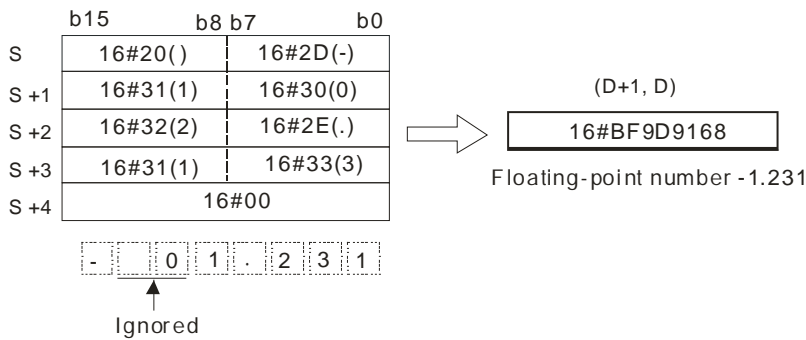 b15 b8 b7 b0
S 16#20( ) 16#2D(-)
S+1 16#31(1) 16#30(0)
S+2 16#32(2) 16#2E(.)
S+3 16#31(1) 16#33(3)
S+4 16#00
(D+1, D)
16#BF9D9168
Floating-point number -1.231
- 0 1 . 2 3 1
Ignored